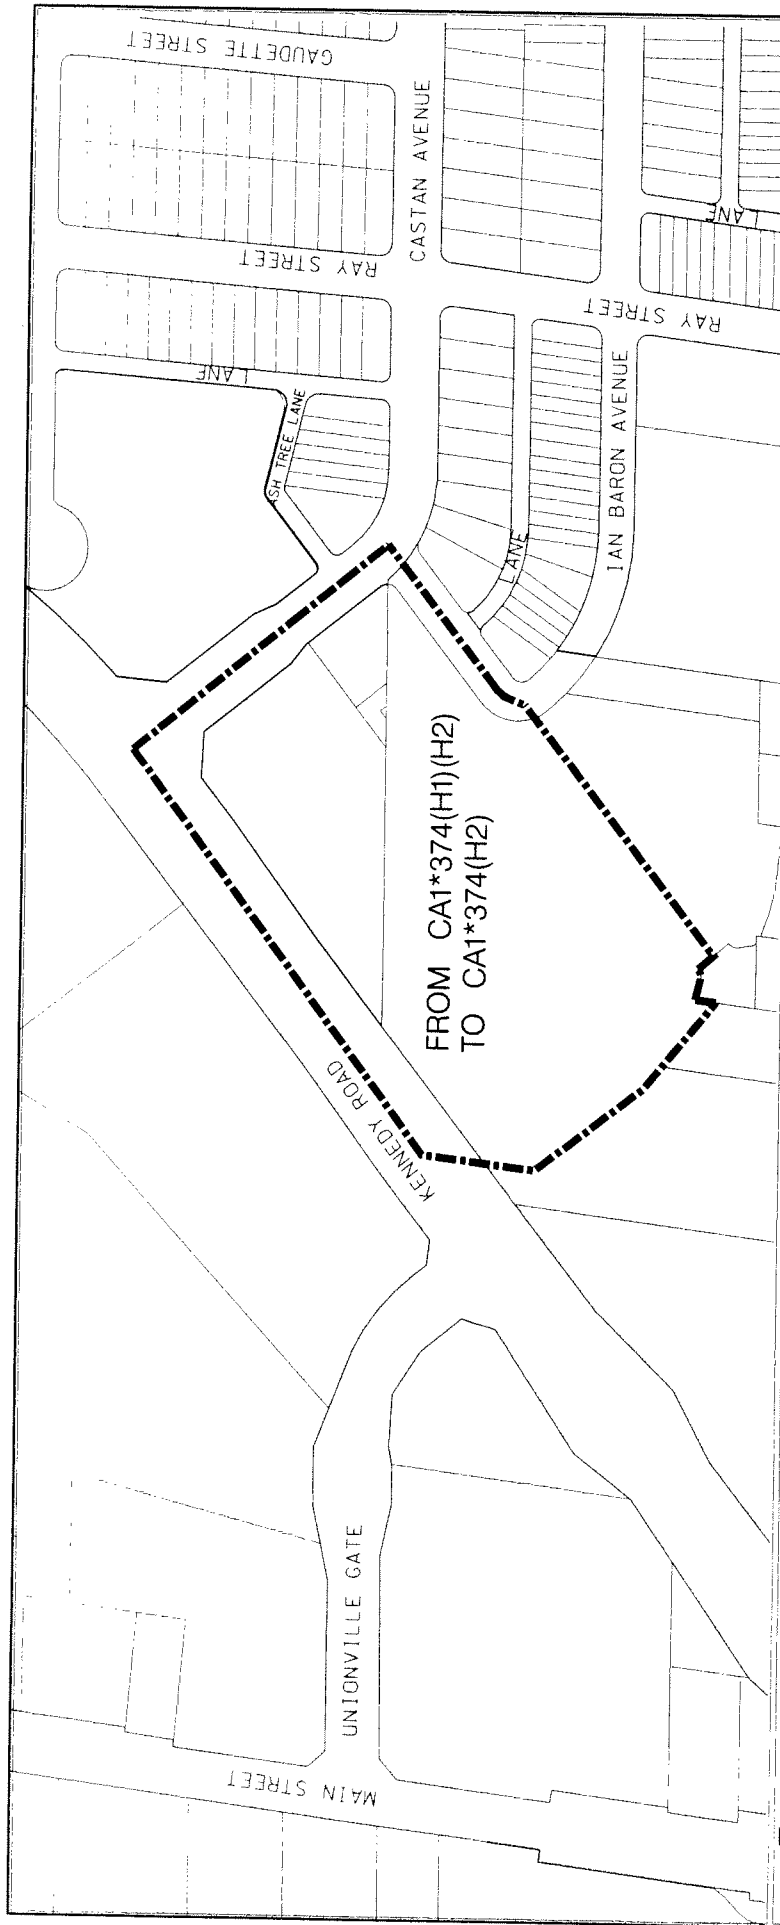 GAUDETTE STREET
CASTAN AVENUE
RAY STREET
LANE
LANE
RAY STREET
IAN BARON AVENUE
ASH TREE LANE
LANE
FROM CA1*374(H1)(H2)
TO CA1*374(H2)
KENNEDY ROAD
UNIONVILLE GATE
MAIN STREET